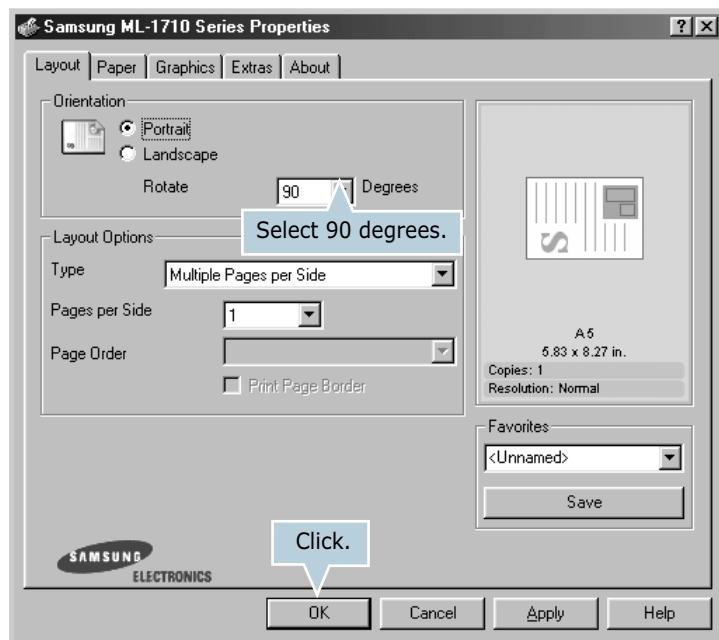 Samsung ML-1710 Series Properties
Layout Paper Graphics Extras About
Orientation
Portrait
Landscape
Rotate 90 Degrees
Select 90 degrees.
Layout Options
Type Multiple Pages per Side
Pages per Side 1
Page Order
Print Page Border
S
A5
5.83 x 8.27 in.
Copies: 1
Resolution: Normal
Favorites
<Unnamed>
Save
SAMSUNG
ELECTRONICS
Click.
OK Cancel Apply Help